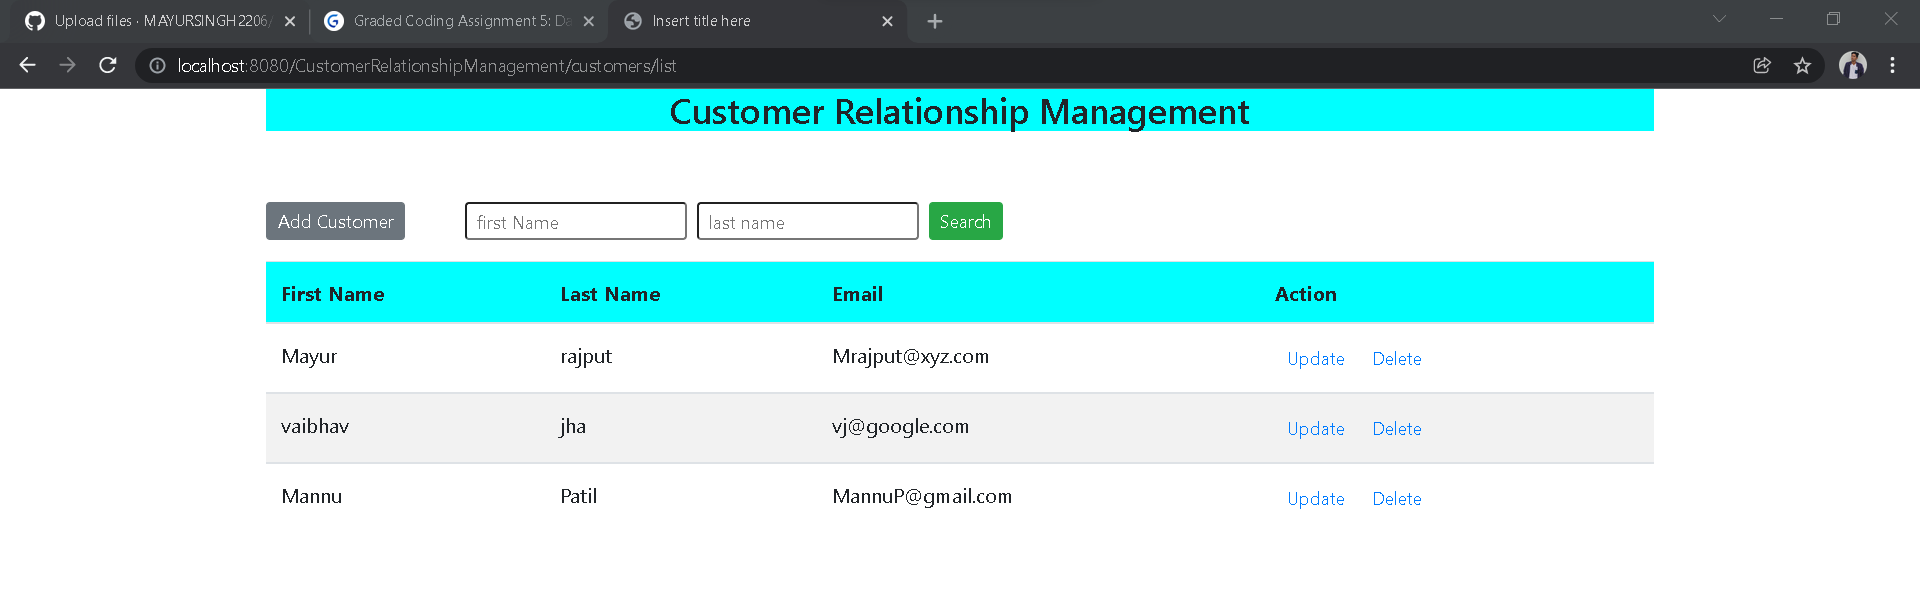 Upload files · MAYURSINGH2206/
Graded Coding Assignment 5: Da
Insert title here
localhost:8080/CustomerRelationshipManagement/customers/list
Customer Relationship Management
Add Customer first Name last name Search
First Name Last Name Email Action
Mayur rajput Mrajput@xyz.com Update Delete
vaibhav jha vj@google.com Update Delete
Mannu Patil MannuP@gmail.com Update Delete